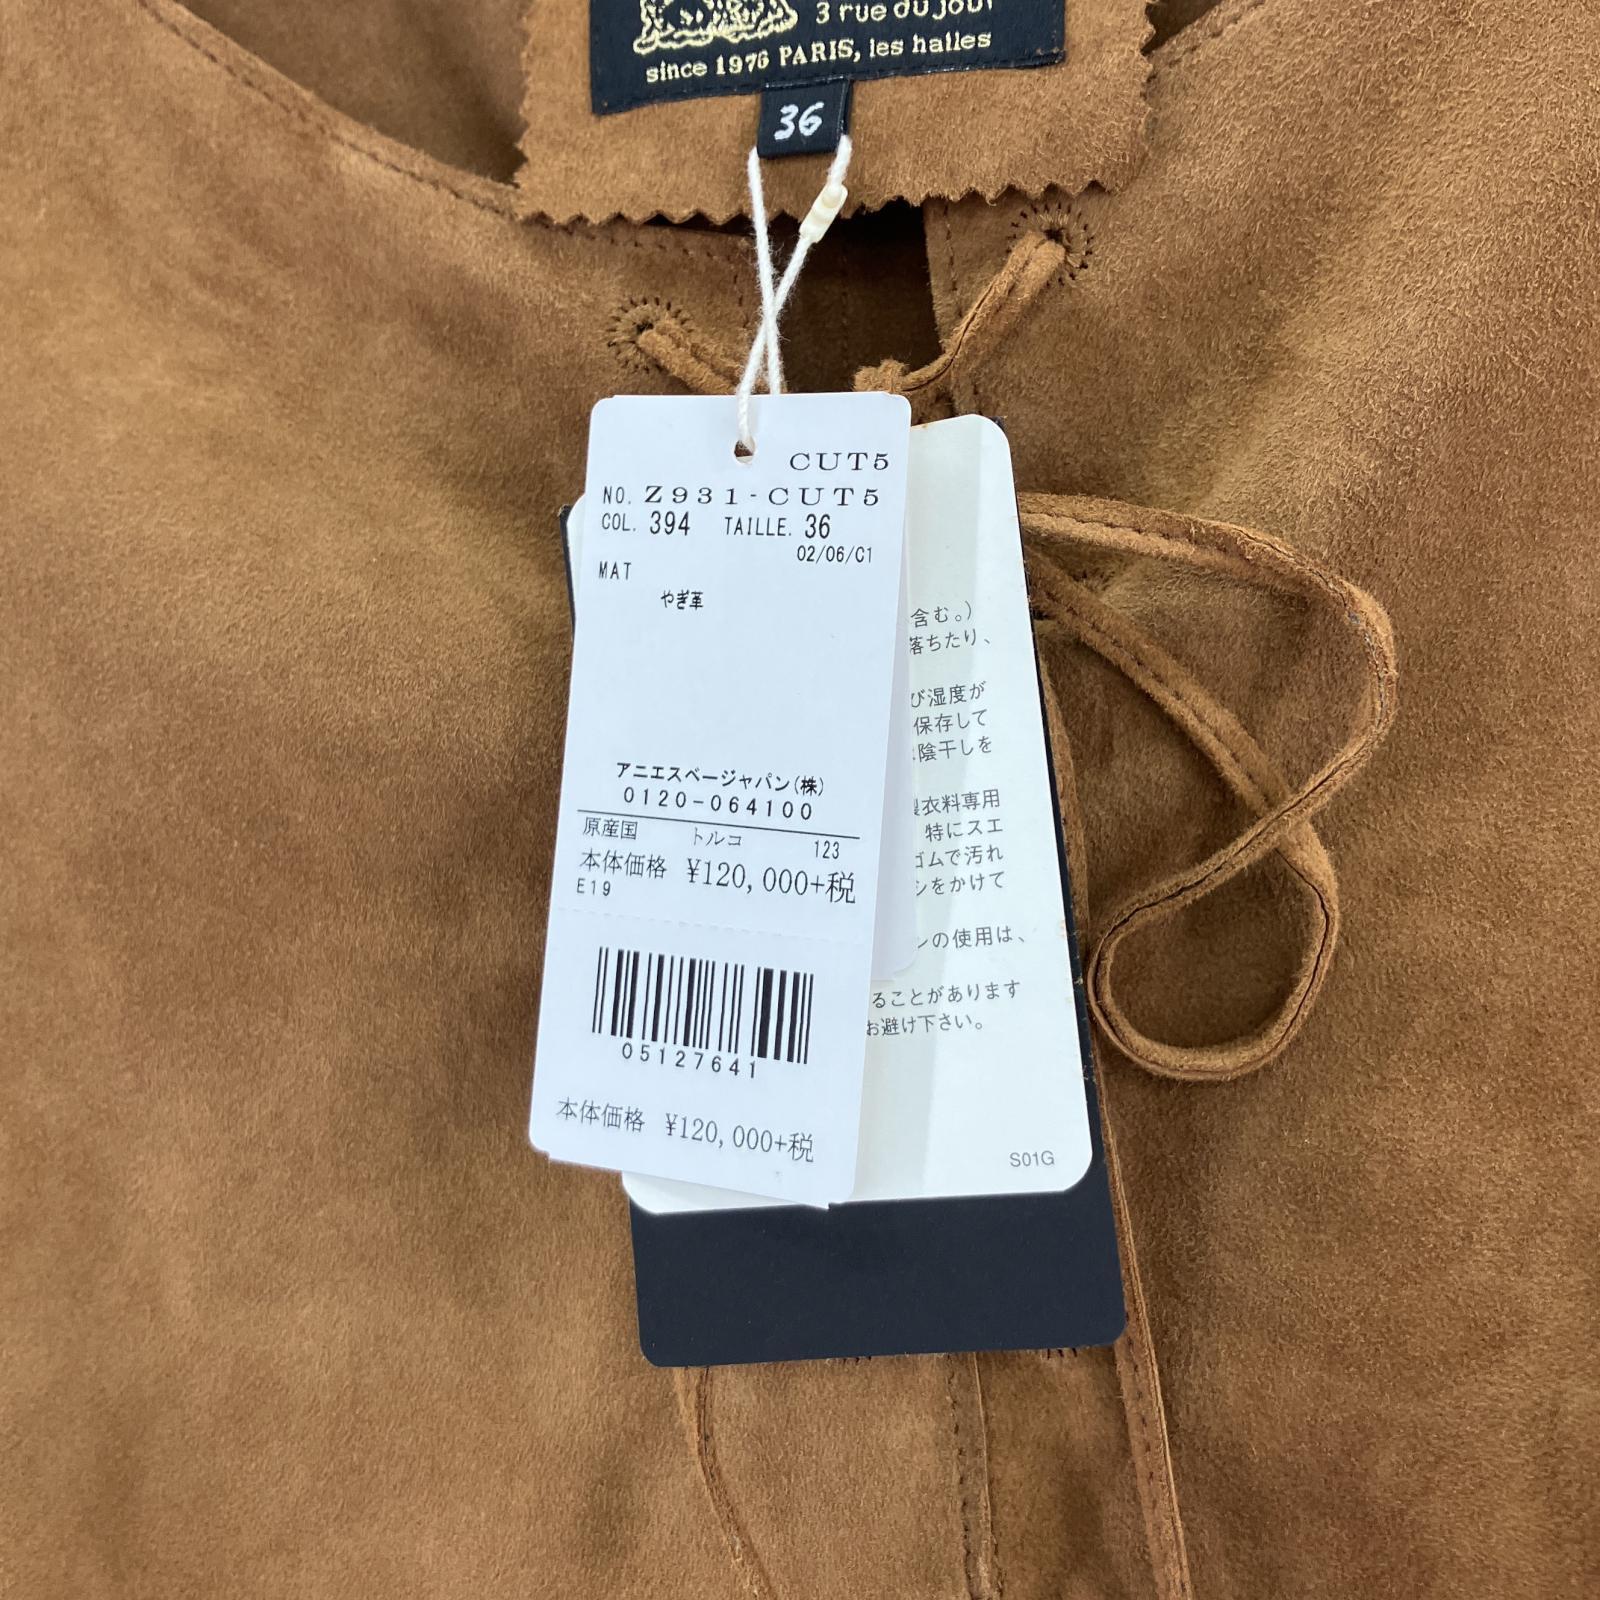 3 rue du jour
since 1976 PARIS, les halles
36
CUT5
NO. Z931-CUT5
COL. 394 TAILLE. 36
02/06/C1
MAT
やぎ革
アニエスベージャパン(株)
0120-064100
原産国 トルコ 123
本体価格 ¥120,000+税
E19
05127641
本体価格 ¥120,000+税
含む。)
落ちたり、
び湿度が
保存して
陰干しを
衣料専用
特にスエ
ゴムで汚れ
シをかけて
ンの使用は、
ることがあります
お避け下さい。
S01G